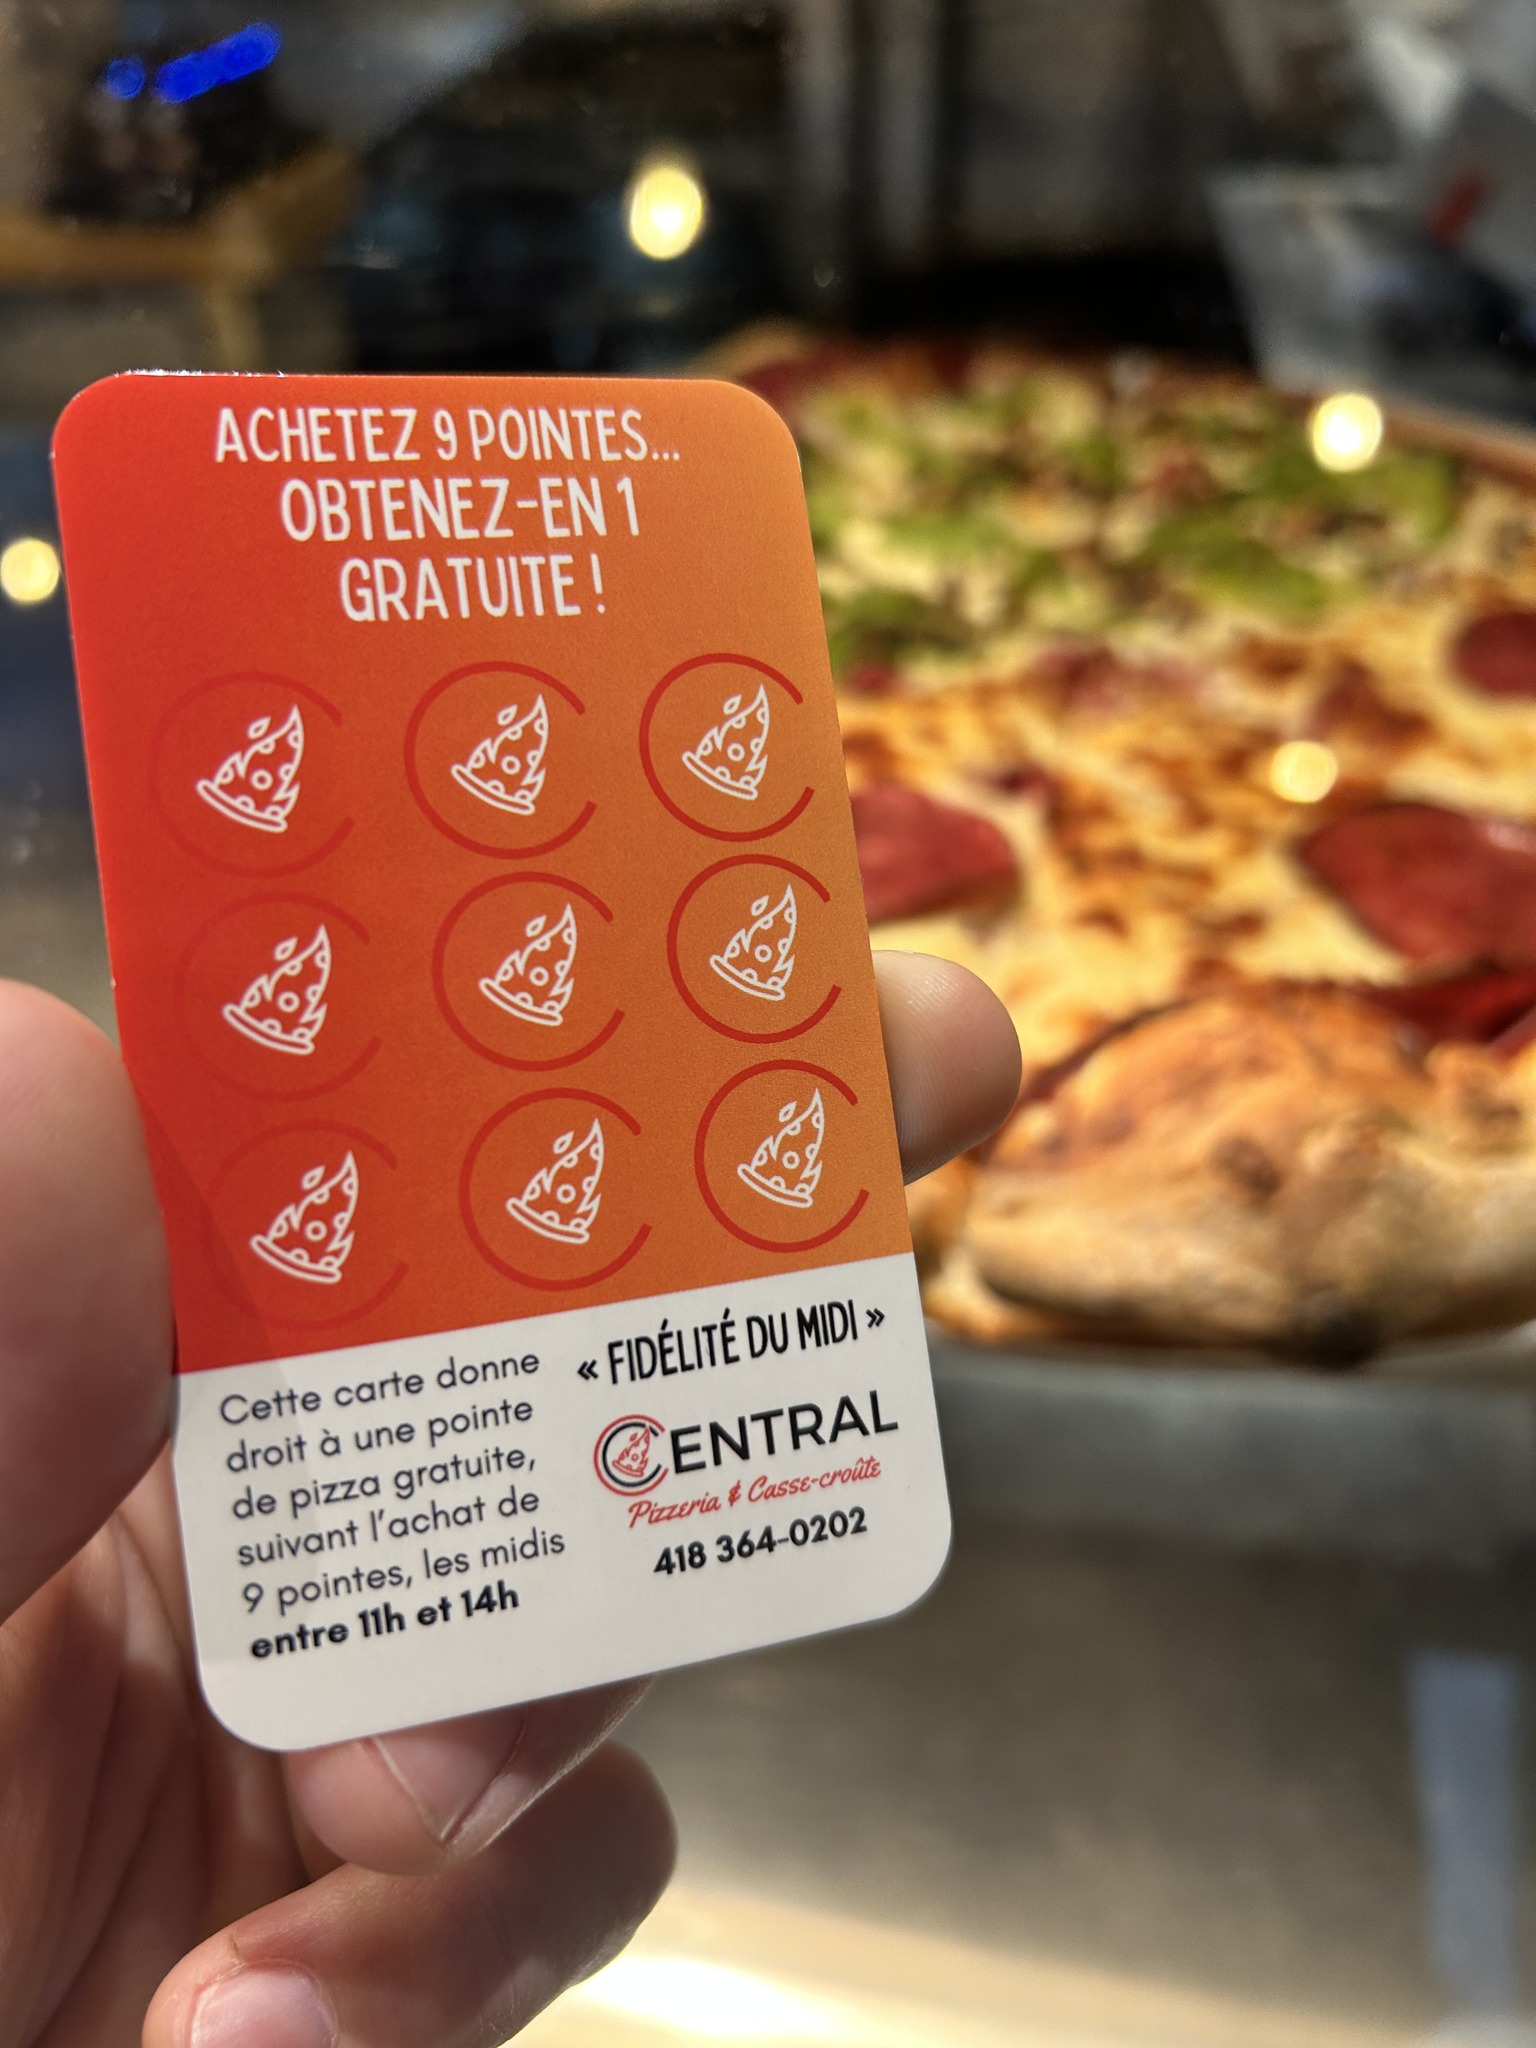 ACHETEZ 9 POINTES...
OBTENEZ-EN 1
GRATUITE !
Cette carte donne
droit à une pointe
de pizza gratuite,
suivant l'achat de
9 pointes, les midis
entre 11h et 14h
« FIDÉLITÉ DU MIDI »
CENTRAL
Pizzeria & Casse-croûte
418 364-0202